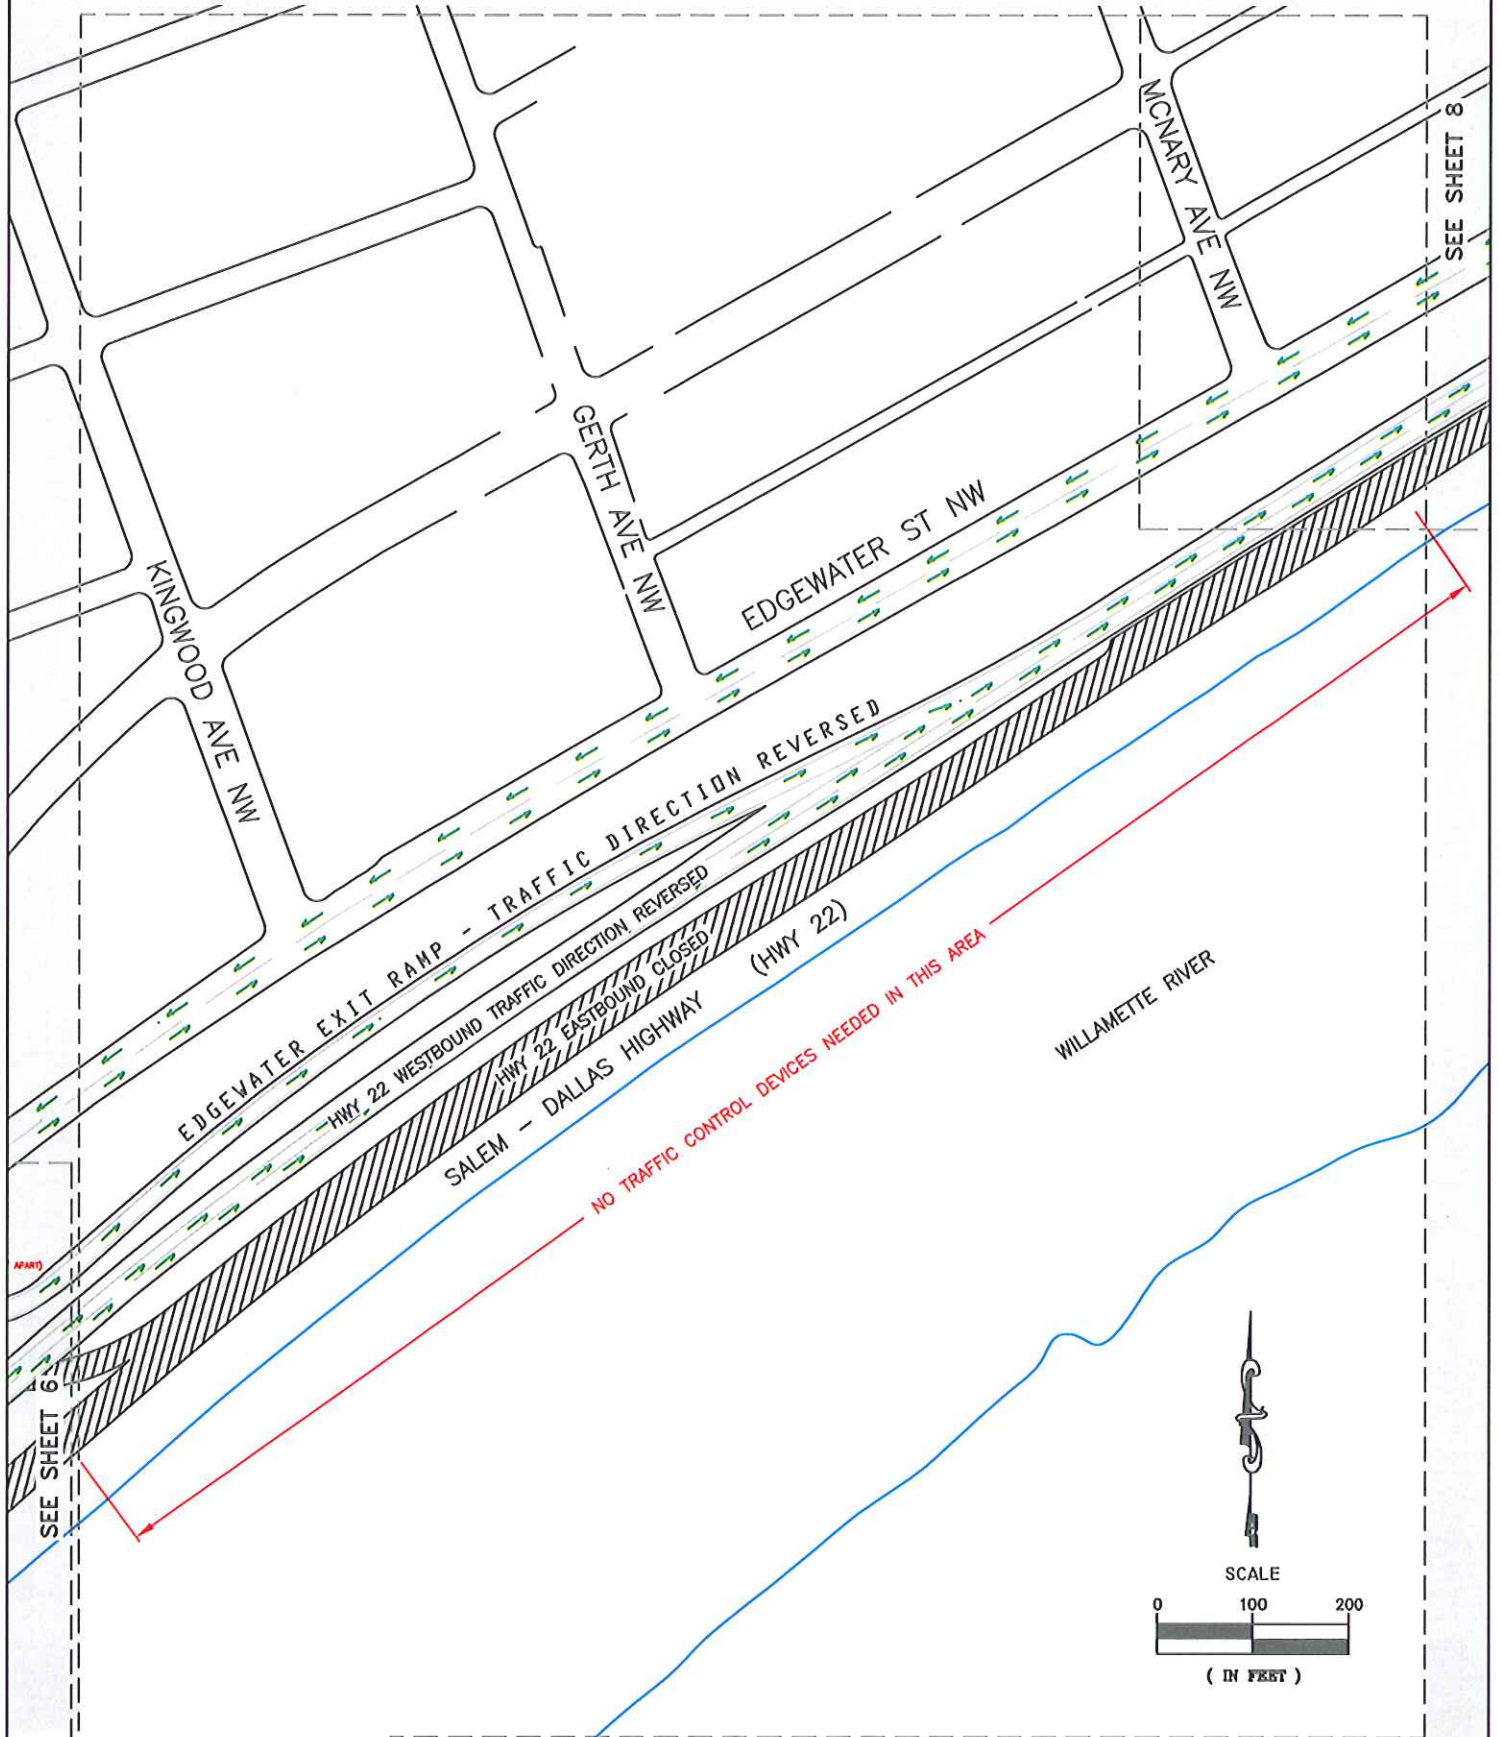 MCNARY AVE NW
SEE SHEET 8
GERTH AVE NW
EDGEWATER ST NW
KINGWOOD AVE NW
EDGEWATER EXIT RAMP - TRAFFIC DIRECTION REVERSED
HWY 22 WESTBOUND TRAFFIC DIRECTION REVERSED
HWY 22 EASTBOUND CLOSED
SALEM - DALLAS HIGHWAY (HWY 22)
NO TRAFFIC CONTROL DEVICES NEEDED IN THIS AREA
WILLAMETTE RIVER
APART)
SEE SHEET 6
SCALE
0 100 200
( IN FEET )